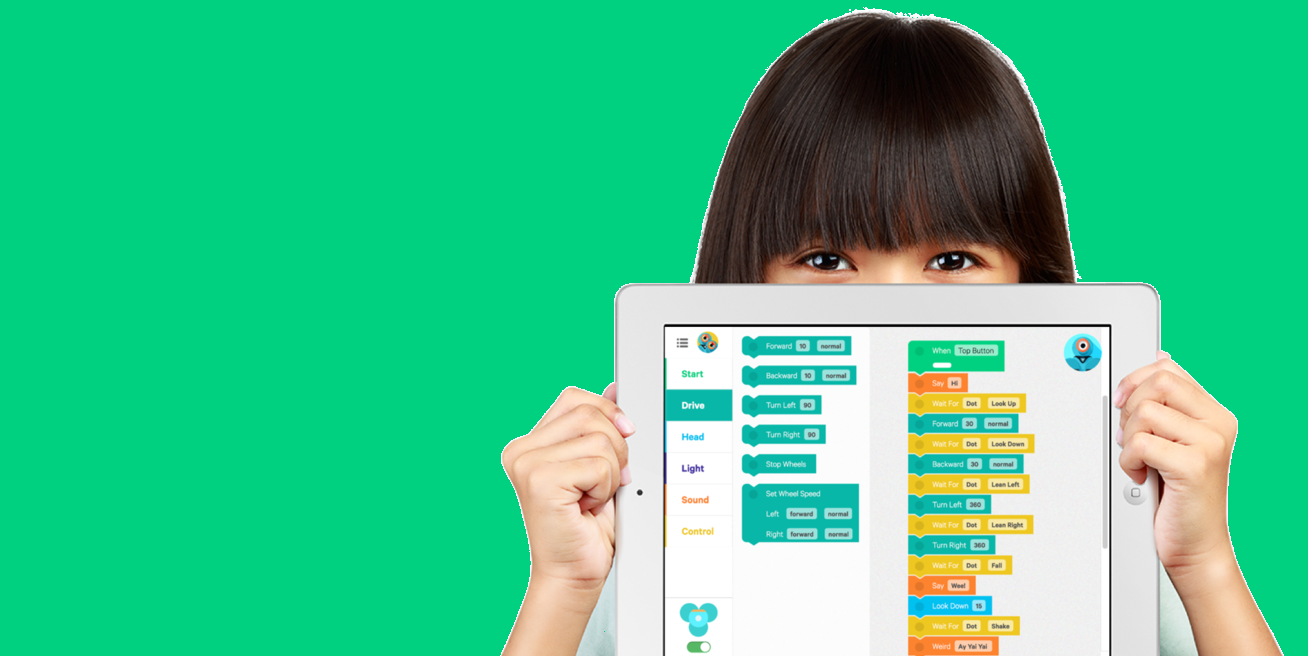 Start
Drive
Head
Light
Sound
Control
Forward 10 normal
Backward 10 normal
Turn Left 90
Turn Right 90
Stop Wheels
Set Wheel Speed
Left forward normal
Right forward normal
When Top Button
Say Hi
Wait For Dot Look Up
Forward 30 normal
Wait For Dot Look Down
Backward 30 normal
Wait For Dot Lean Left
Turn Left 360
Wait For Dot Lean Right
Turn Right 360
Wait For Dot Fall
Say Wee!
Look Down 15
Wait For Dot Shake
Weird Ay Yai Yai